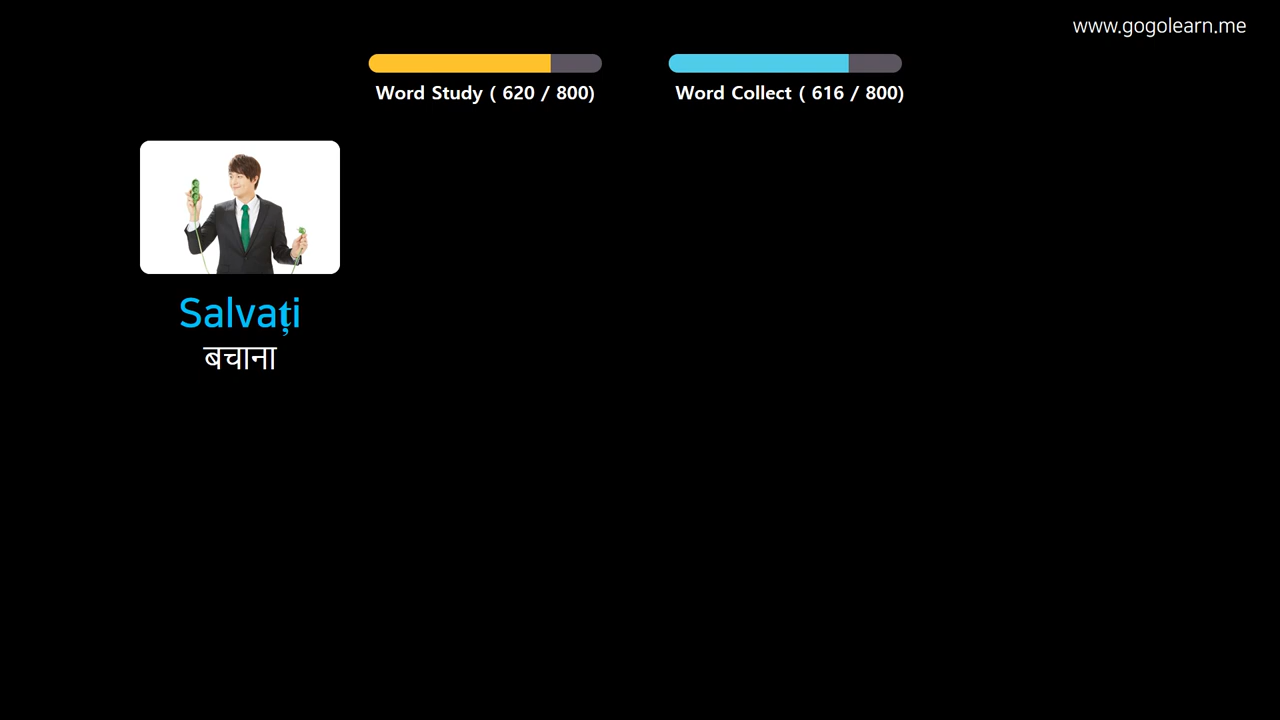 www.gogolearn.me
Word Study ( 620 / 800)
Word Collect ( 616 / 800)
Salvați
बचाना